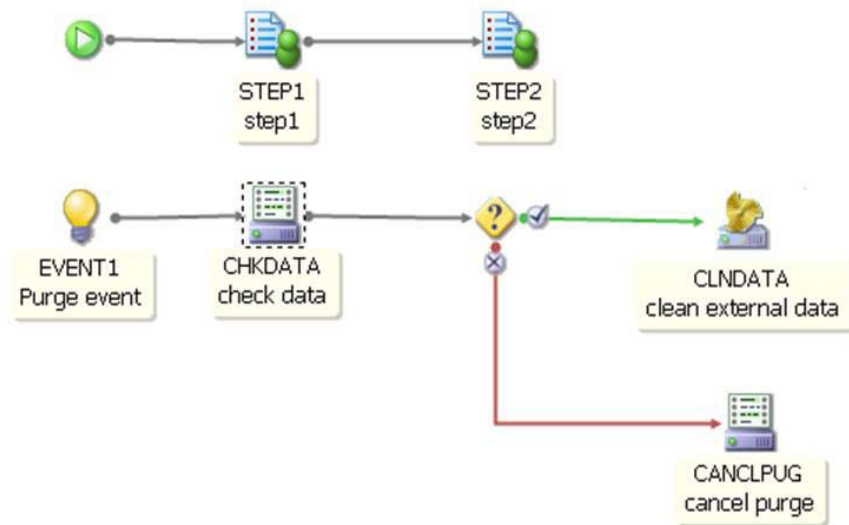 STEP1
step1
STEP2
step2
EVENT1
Purge event
CHKDATA
check data
?
CLNDATA
clean external data
CANCLPUG
cancel purge